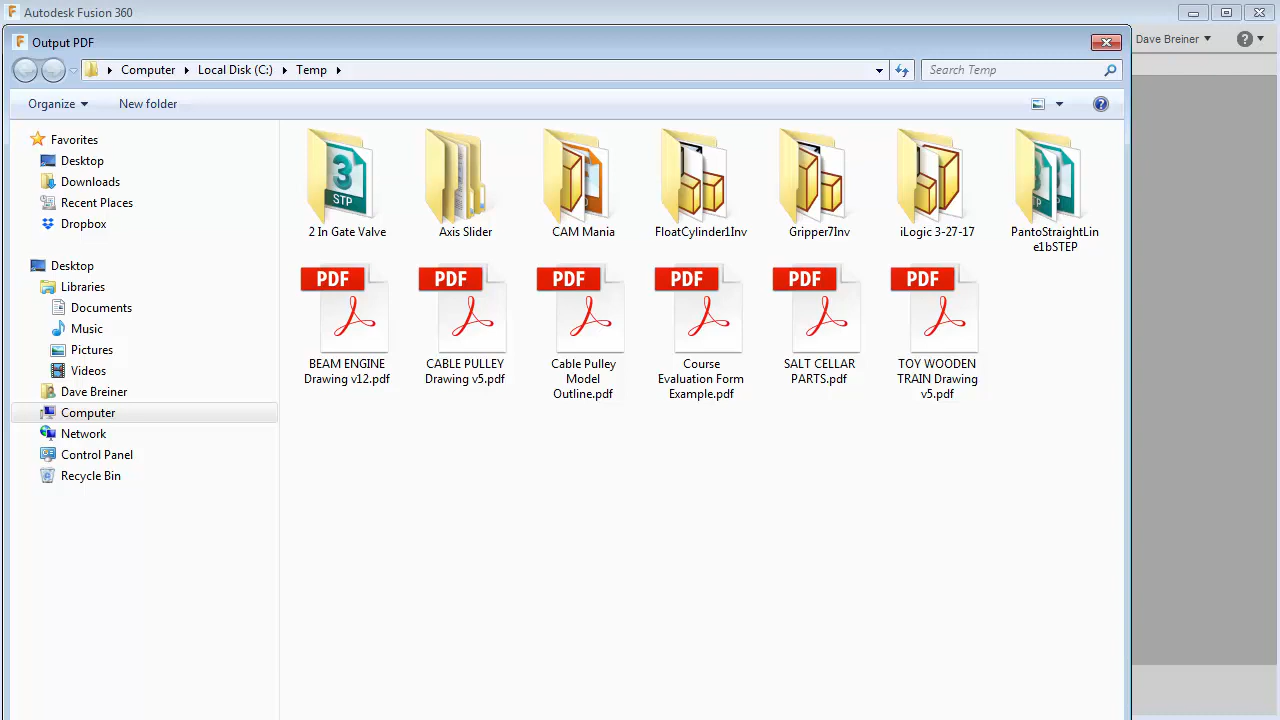 Autodesk Fusion 360
Output PDF
Dave Breiner
Computer Local Disk (C:) Temp
Search Temp
Organize New folder
Favorites
Desktop
Downloads
Recent Places
Dropbox
Desktop
Libraries
Documents
Music
Pictures
Videos
Dave Breiner
Computer
Network
Control Panel
Recycle Bin
3
STP
2 In Gate Valve
Axis Slider
CAM Mania
FloatCylinder1Inv
Gripper7Inv
iLogic 3-27-17
PantoStraightLin
e1bSTEP
PDF
BEAM ENGINE
Drawing v12.pdf
PDF
CABLE PULLEY
Drawing v5.pdf
PDF
Cable Pulley
Model
Outline.pdf
PDF
Course
Evaluation Form
Example.pdf
PDF
SALT CELLAR
PARTS.pdf
PDF
TOY WOODEN
TRAIN Drawing
v5.pdf